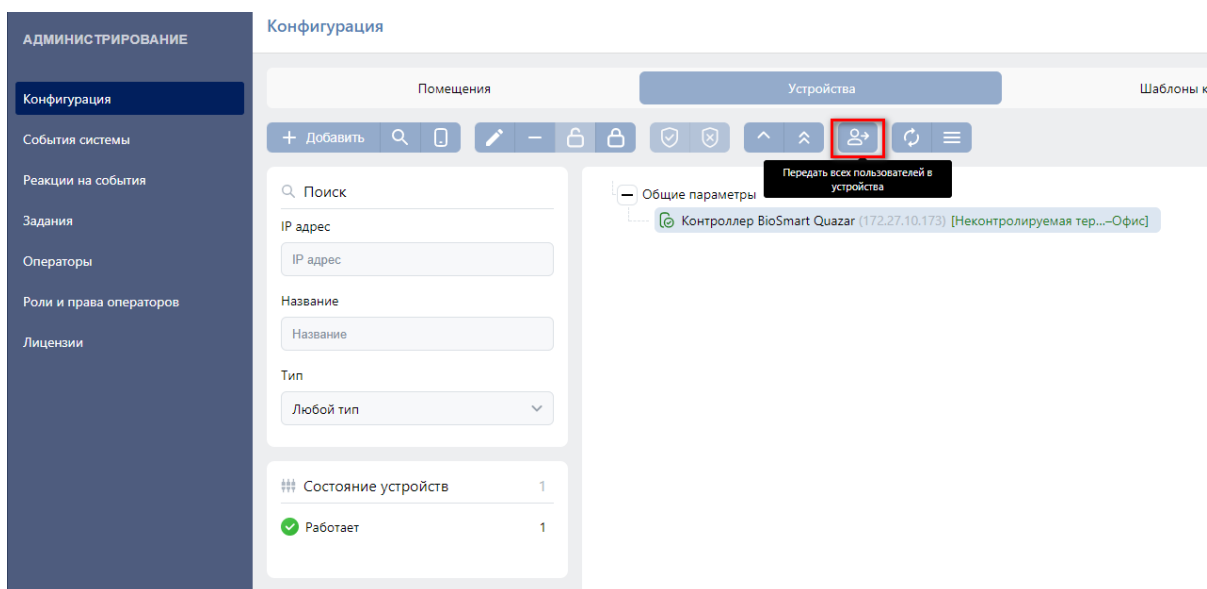 АДМИНИСТРИРОВАНИЕ
Конфигурация
События системы
Реакции на события
Задания
Операторы
Роли и права операторов
Лицензии
Конфигурация
Помещения
Устройства
Шаблоны к
+ Добавить
Передать всех пользователей в
устройства
Поиск
IP адрес
IP адрес
Название
Название
Тип
Любой тип
Состояние устройств 1
Работает 1
Общие параметры
Контроллер BioSmart Quazar (172.27.10.173) [Неконтролируемая тер...–Офис]